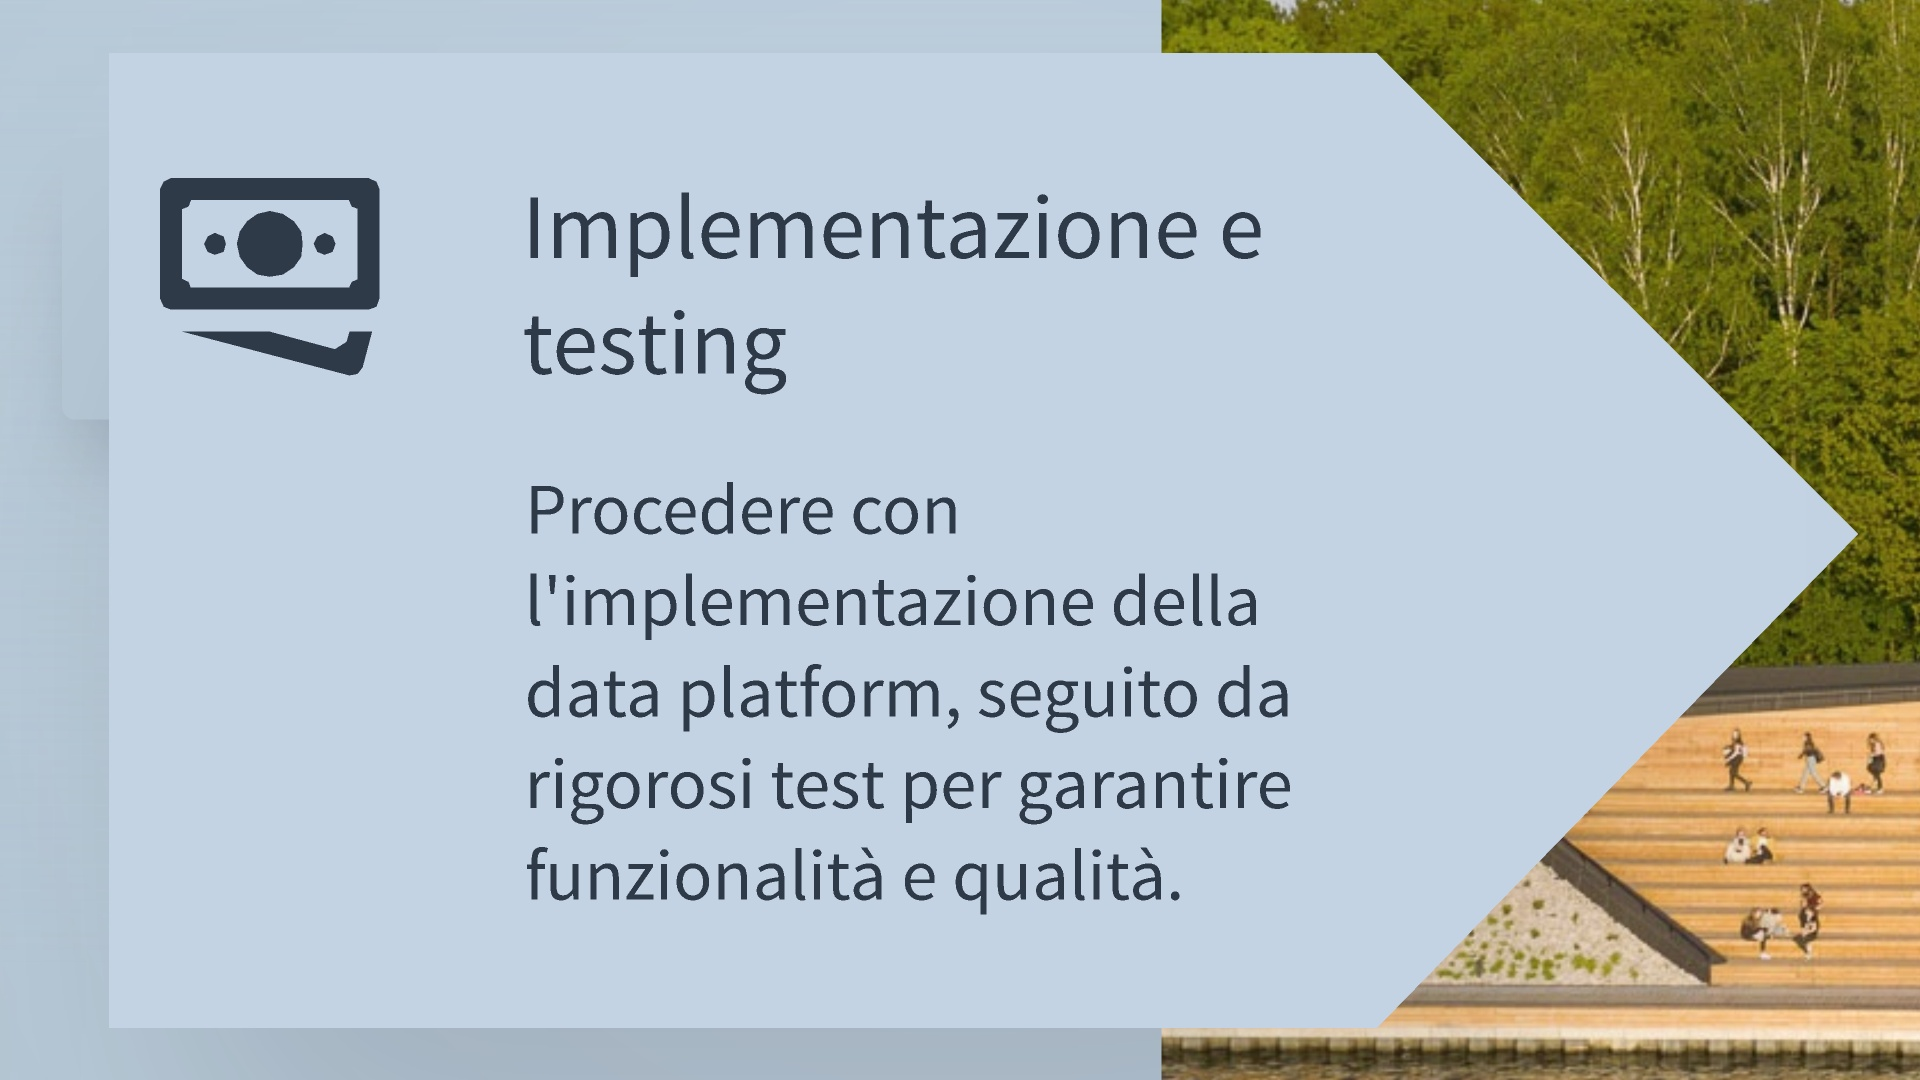 Implementazione e
testing
Procedere con
l'implementazione della
data platform, seguito da
rigorosi test per garantire
funzionalità e qualità.